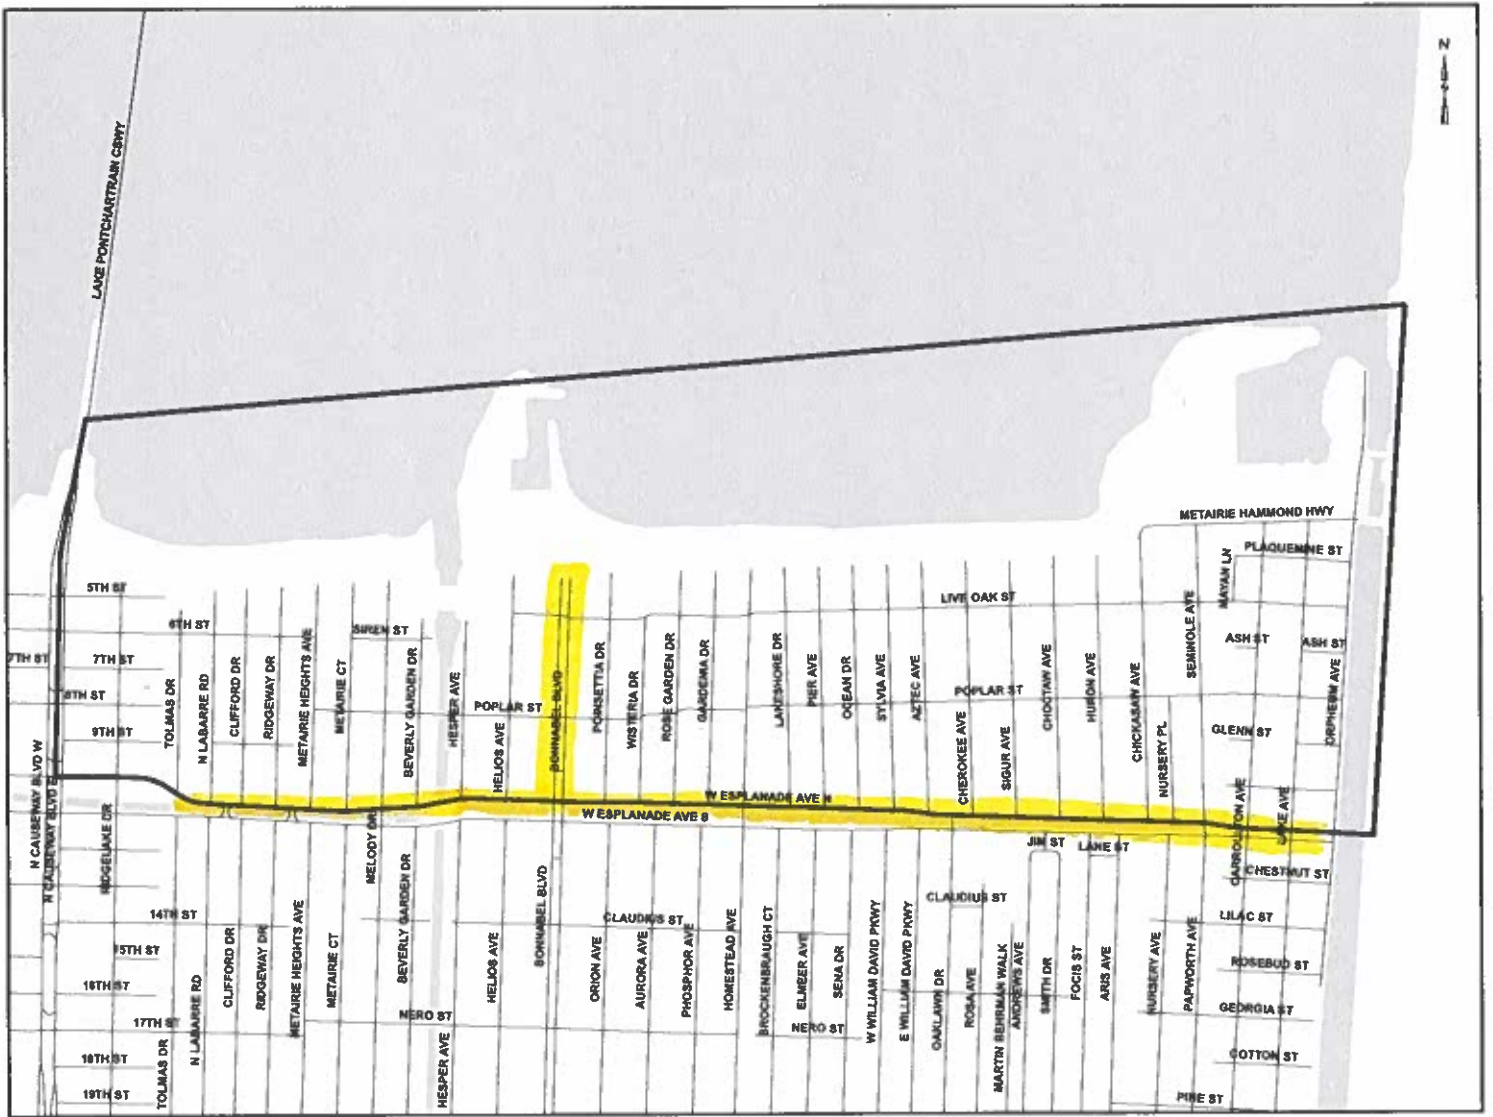 N
LAKE PONTCHARTRAIN CSWY
METAIRIE HAMMOND HWY
PLAQUEMINE ST
MAYAN LN
5TH ST
LIVE OAK ST
6TH ST
SIREN ST
SEMINOLE AVE
ASH ST
ASH ST
7TH ST
7TH ST
8TH ST
9TH ST
TOLMAS DR
N LABARRE RD
CLIFFORD DR
RIDGEWAY DR
METAIRIE HEIGHTS AVE
METAIRIE CT
BEVERLY GARDEN DR
HESPER AVE
POPLAR ST
HELIOS AVE
BONNABEL BLVD
POINSETTIA DR
WISTERIA DR
ROSE GARDEN DR
GARDENIA DR
LAKESHORE DR
PIER AVE
OCEAN DR
SYLVIA AVE
AZTEC AVE
POPLAR ST
CHEROKEE AVE
SIGUR AVE
CHOCTAW AVE
HURON AVE
CHICKASAW AVE
NURSERY PL
GLENN ST
ORPHEUM AVE
N CAUSEWAY BLVD W
N CAUSEWAY BLVD E
W ESPLANADE AVE N
W ESPLANADE AVE S
CARROLLTON AVE
LAKE AVE
RIDGELAKE DR
MELODY DR
JIM ST
LANE ST
CHESTNUT ST
14TH ST
CLAUDIUS ST
CLAUDIUS ST
LILAC ST
15TH ST
16TH ST
17TH ST
18TH ST
19TH ST
TOLMAS DR
N LABARRE RD
CLIFFORD DR
RIDGEWAY DR
METAIRIE HEIGHTS AVE
METAIRIE CT
BEVERLY GARDEN DR
NERO ST
HESPER AVE
HELIOS AVE
BONNABEL BLVD
ORION AVE
AURORA AVE
PHOSPHOR AVE
HOMESTEAD AVE
BROCKENBRAUGH CT
ELMEER AVE
NERO ST
SENA DR
W WILLIAM DAVID PKWY
E WILLIAM DAVID PKWY
OAKLAWN DR
ROSA AVE
MARTIN BEHRMAN WALK
ANDREWS AVE
SMITH DR
FOCIS ST
ARIS AVE
NURSERY AVE
PAPWORTH AVE
ROSEBUD ST
GEORGIA ST
COTTON ST
PINE ST